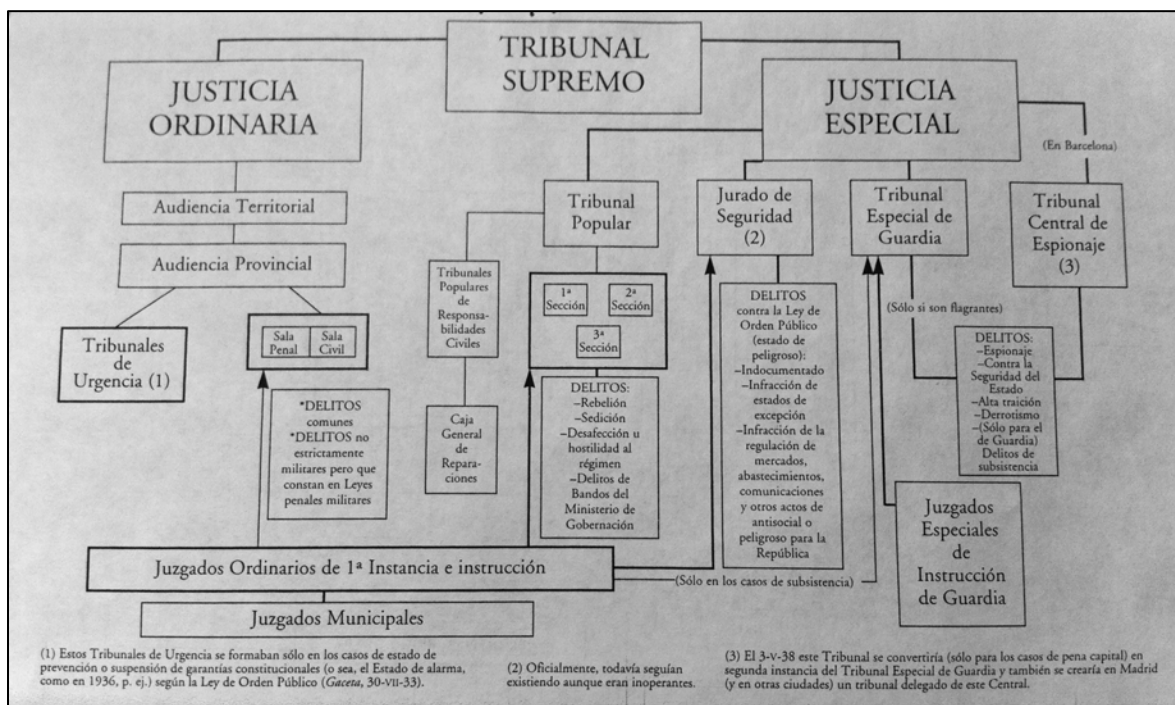 TRIBUNAL
SUPREMO
JUSTICIA
ORDINARIA
JUSTICIA
ESPECIAL
(En Barcelona)
Audiencia Territorial
Audiencia Provincial
Tribunales
de
Urgencia (1)
Sala
Penal
Sala
Civil
*DELITOS
comunes
*DELITOS no
estrictamente
militares pero que
constan en Leyes
penales militares
Tribunal
Popular
Tribunales
Populares
de
Responsa-
bilidades
Civiles
Caja
General
de
Repara-
ciones
1ª
Sección
2ª
Sección
3ª
Sección
DELITOS:
–Rebelión
–Sedición
–Desafección u
hostilidad al
régimen
–Delitos de
Bandos del
Ministerio de
Gobernación
Jurado de
Seguridad
(2)
DELITOS
contra la Ley de
Orden Público
(estado de
peligroso):
–Indocumentado
–Infracción de
estados de
excepción
–Infracción de la
regulación de
mercados,
abastecimientos,
comunicaciones
y otros actos de
antisocial o
peligroso para la
República
Tribunal
Especial de
Guardia
(Sólo si son flagrantes)
Tribunal
Central de
Espionaje
(3)
DELITOS:
–Espionaje
–Contra la
Seguridad del
Estado
–Alta traición
–Derrotismo
–(Sólo para el
de Guardia)
Delitos de
subsistencia
Juzgados
Especiales
de
Instrucción
de Guardia
Juzgados Ordinarios de 1ª Instancia e instrucción
(Sólo en los casos de subsistencia)
Juzgados Municipales
(1) Estos Tribunales de Urgencia se formaban sólo en los casos de estado de
prevención o suspensión de garantías constitucionales (o sea, el Estado de alarma,
como en 1936, p. ej.) según la Ley de Orden Público (Gaceta, 30-VII-33).
(2) Oficialmente, todavía seguían
existiendo aunque eran inoperantes.
(3) El 3-V-38 este Tribunal se convertiría (sólo para los casos de pena capital) en
segunda instancia del Tribunal Especial de Guardia y también se crearía en Madrid
(y en otras ciudades) un tribunal delegado de este Central.